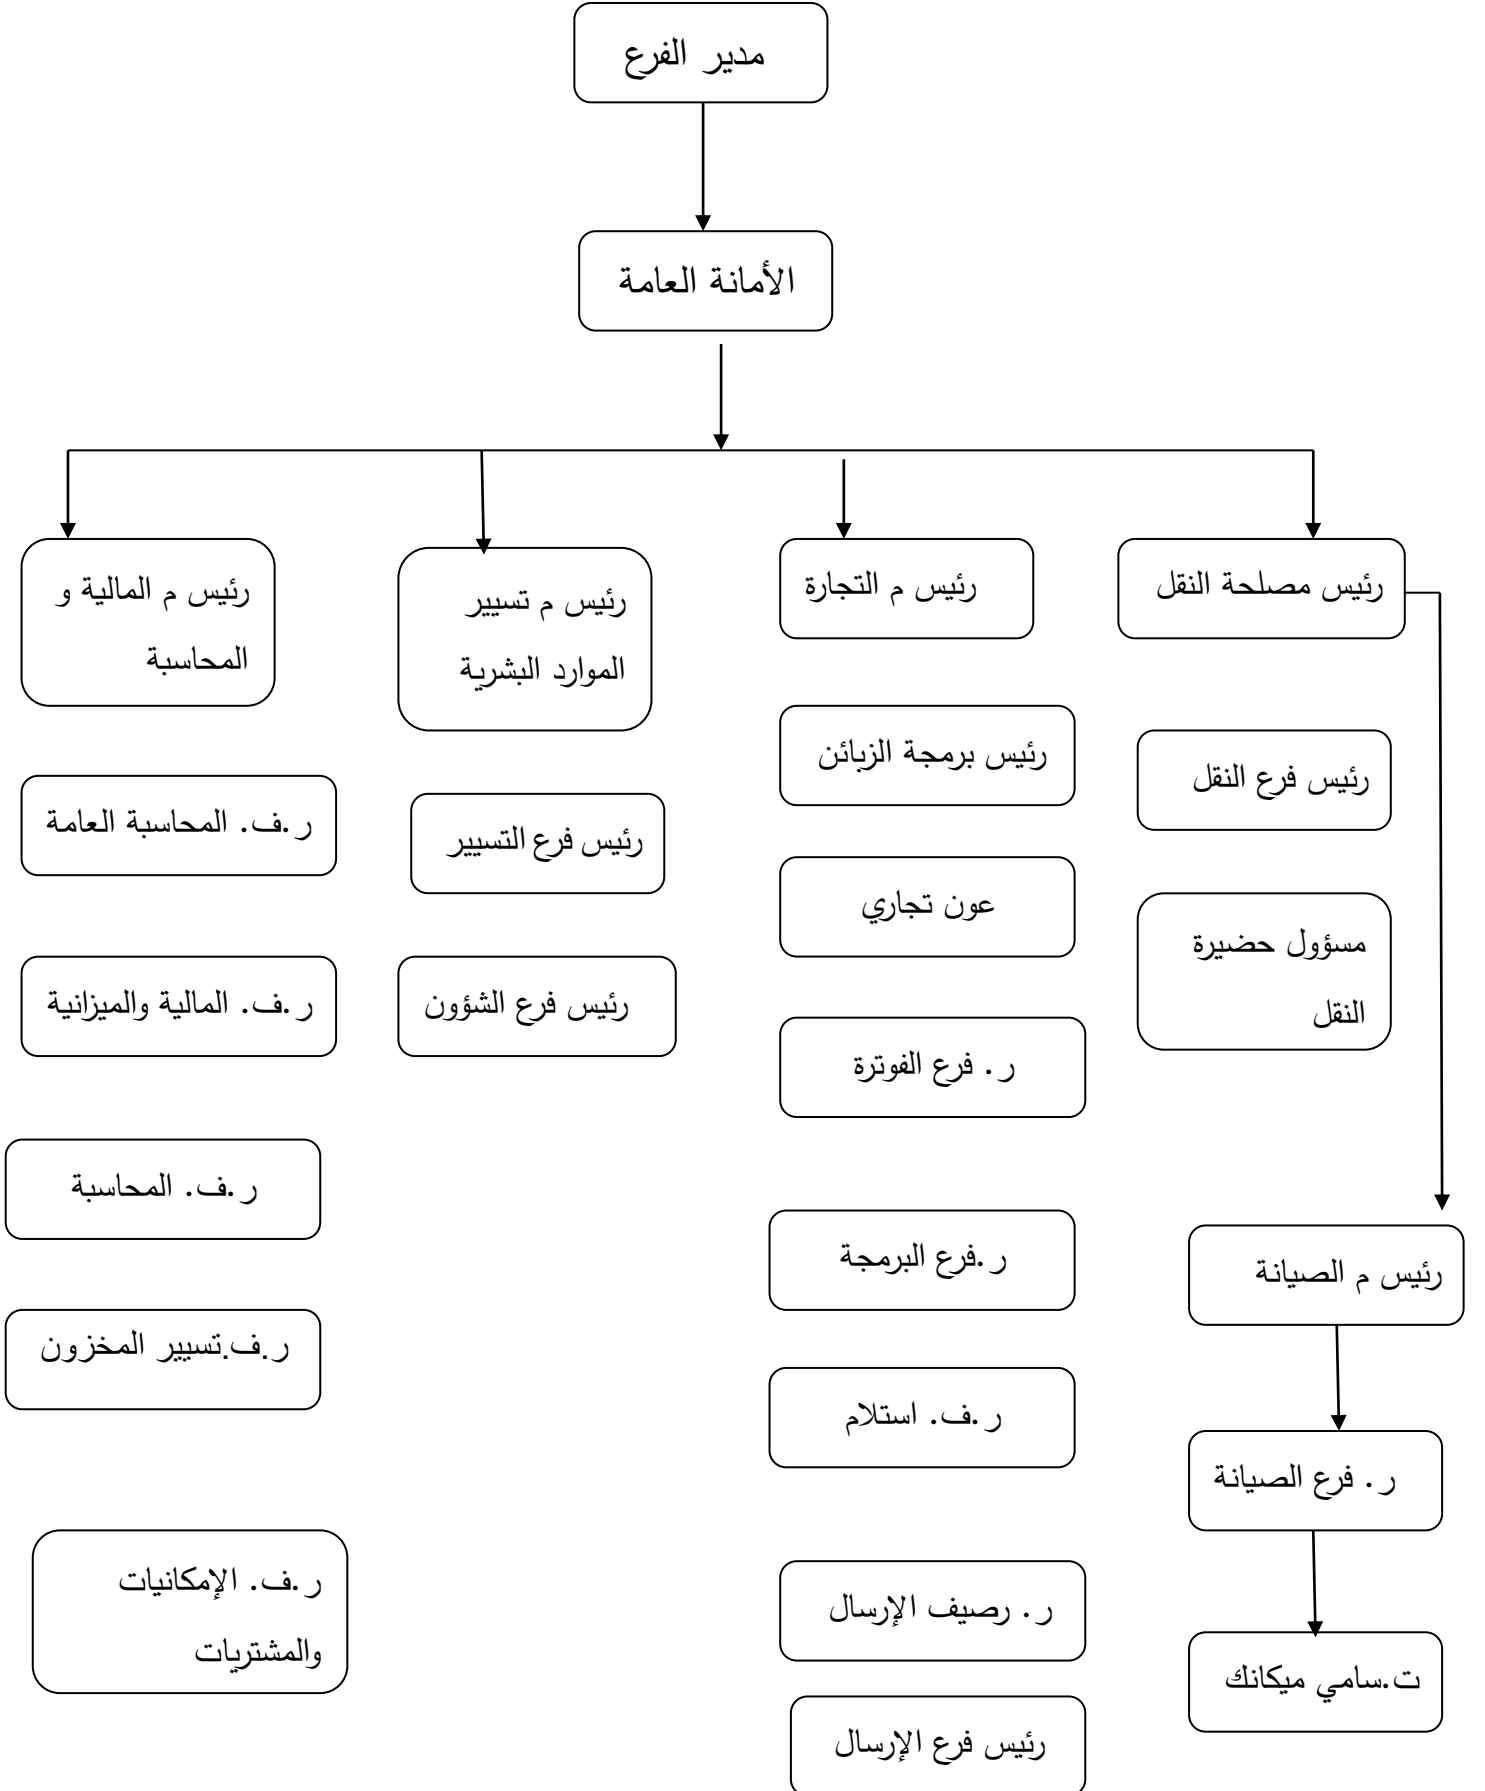 مدير الفرع
الأمانة العامة
رئيس مصلحة النقل
رئيس م التجارة
رئيس م تسيير
الموارد البشرية
رئيس م المالية و
المحاسبة
رئيس فرع النقل
مسؤول حضيرة
النقل
رئيس م الصيانة
ر. فرع الصيانة
ت.سامي ميكانك
رئيس برمجة الزبائن
عون تجاري
ر. فرع الفوترة
ر.فرع البرمجة
ر.ف. استلام
ر. رصيف الإرسال
رئيس فرع الإرسال
رئيس فرع التسيير
رئيس فرع الشؤون
ر.ف. المحاسبة العامة
ر.ف. المالية والميزانية
ر.ف. المحاسبة
ر.ف.تسيير المخزون
ر.ف. الإمكانيات
والمشتريات